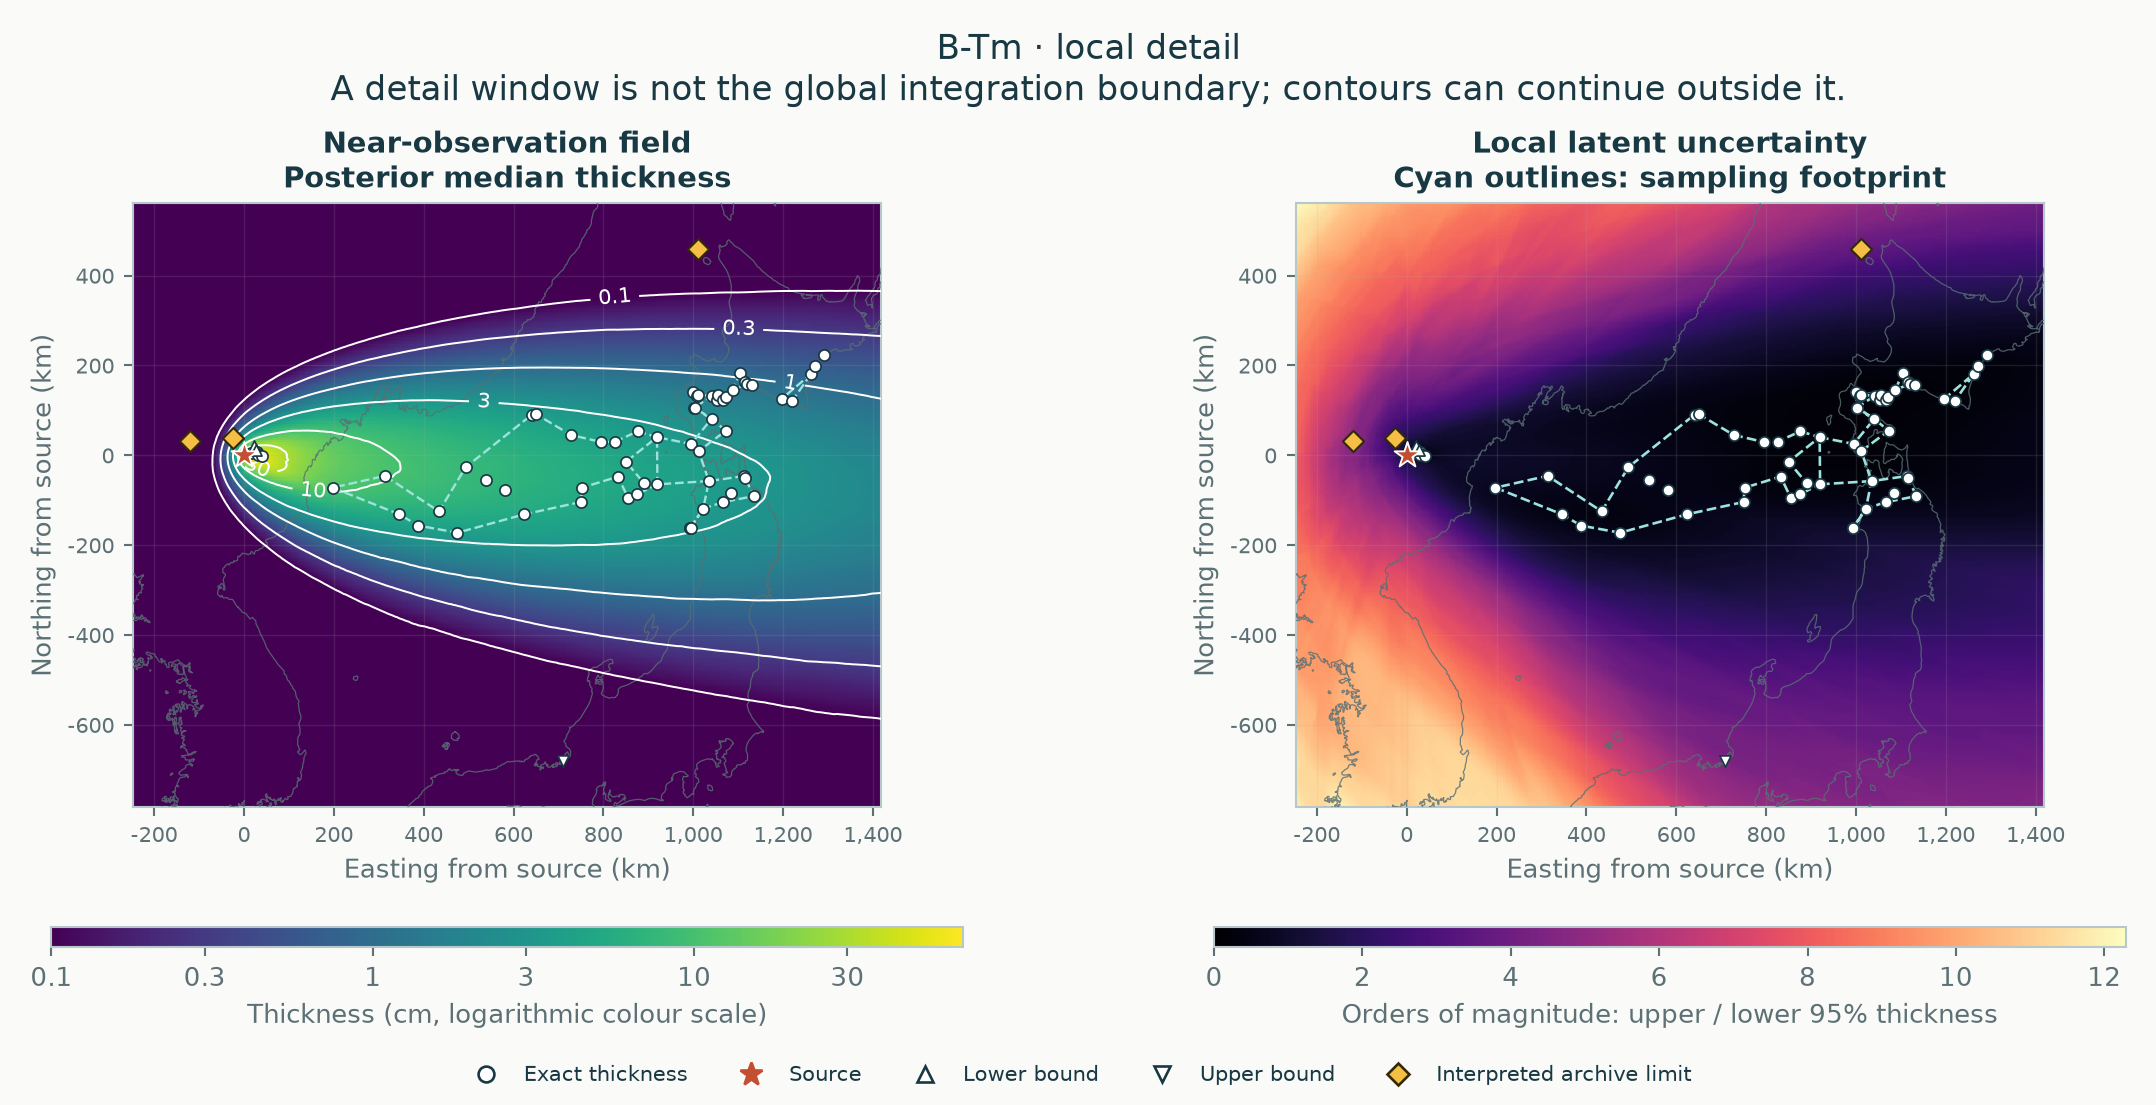 B-Tm · local detail
A detail window is not the global integration boundary; contours can continue outside it.
Near-observation field
Posterior median thickness
Northing from source (km)
400
200
0
-200
-400
-600
0.1
0.3
1
3
10
30
-200
0
200
400
600
800
1,000
1,200
1,400
Easting from source (km)
0.1
0.3
1
3
10
30
Thickness (cm, logarithmic colour scale)
Local latent uncertainty
Cyan outlines: sampling footprint
Northing from source (km)
400
200
0
-200
-400
-600
-200
0
200
400
600
800
1,000
1,200
1,400
Easting from source (km)
0
2
4
6
8
10
12
Orders of magnitude: upper / lower 95% thickness
Exact thickness
Source
Lower bound
Upper bound
Interpreted archive limit